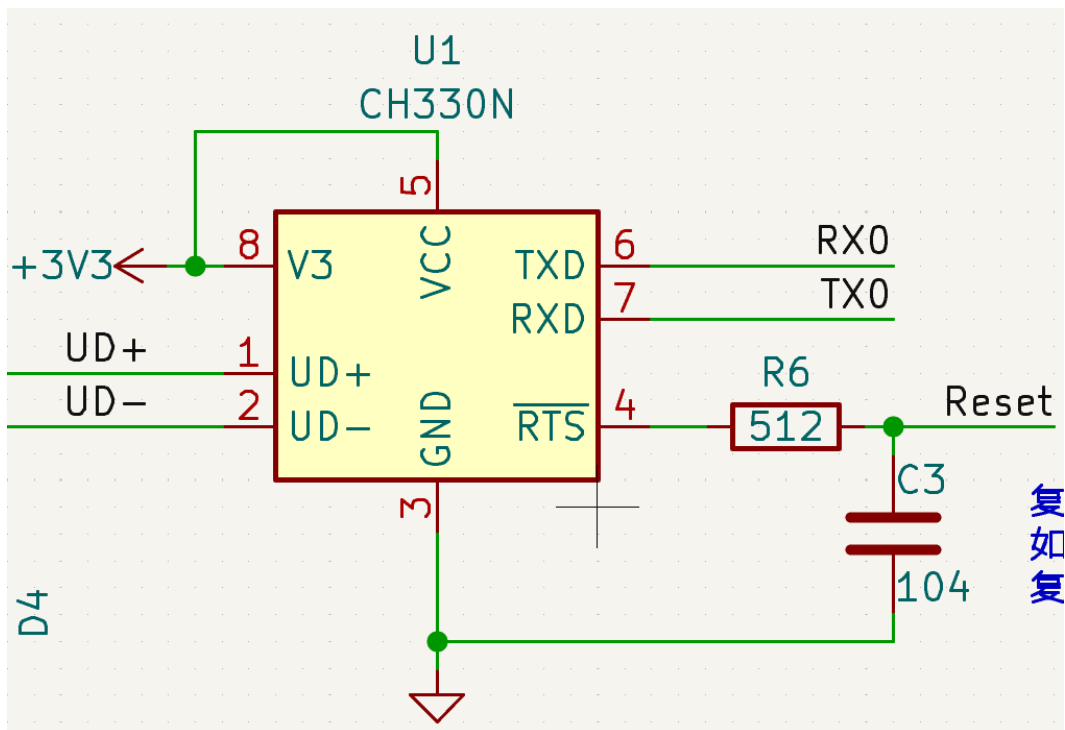 U1
CH330N
5
+3V3
8
V3
VCC
TXD
6
RX0
RXD
7
TX0
UD+
1
UD+
UD-
2
UD-
GND
RTS
4
R6
512
Reset
3
C3
104
D4
复
如
复